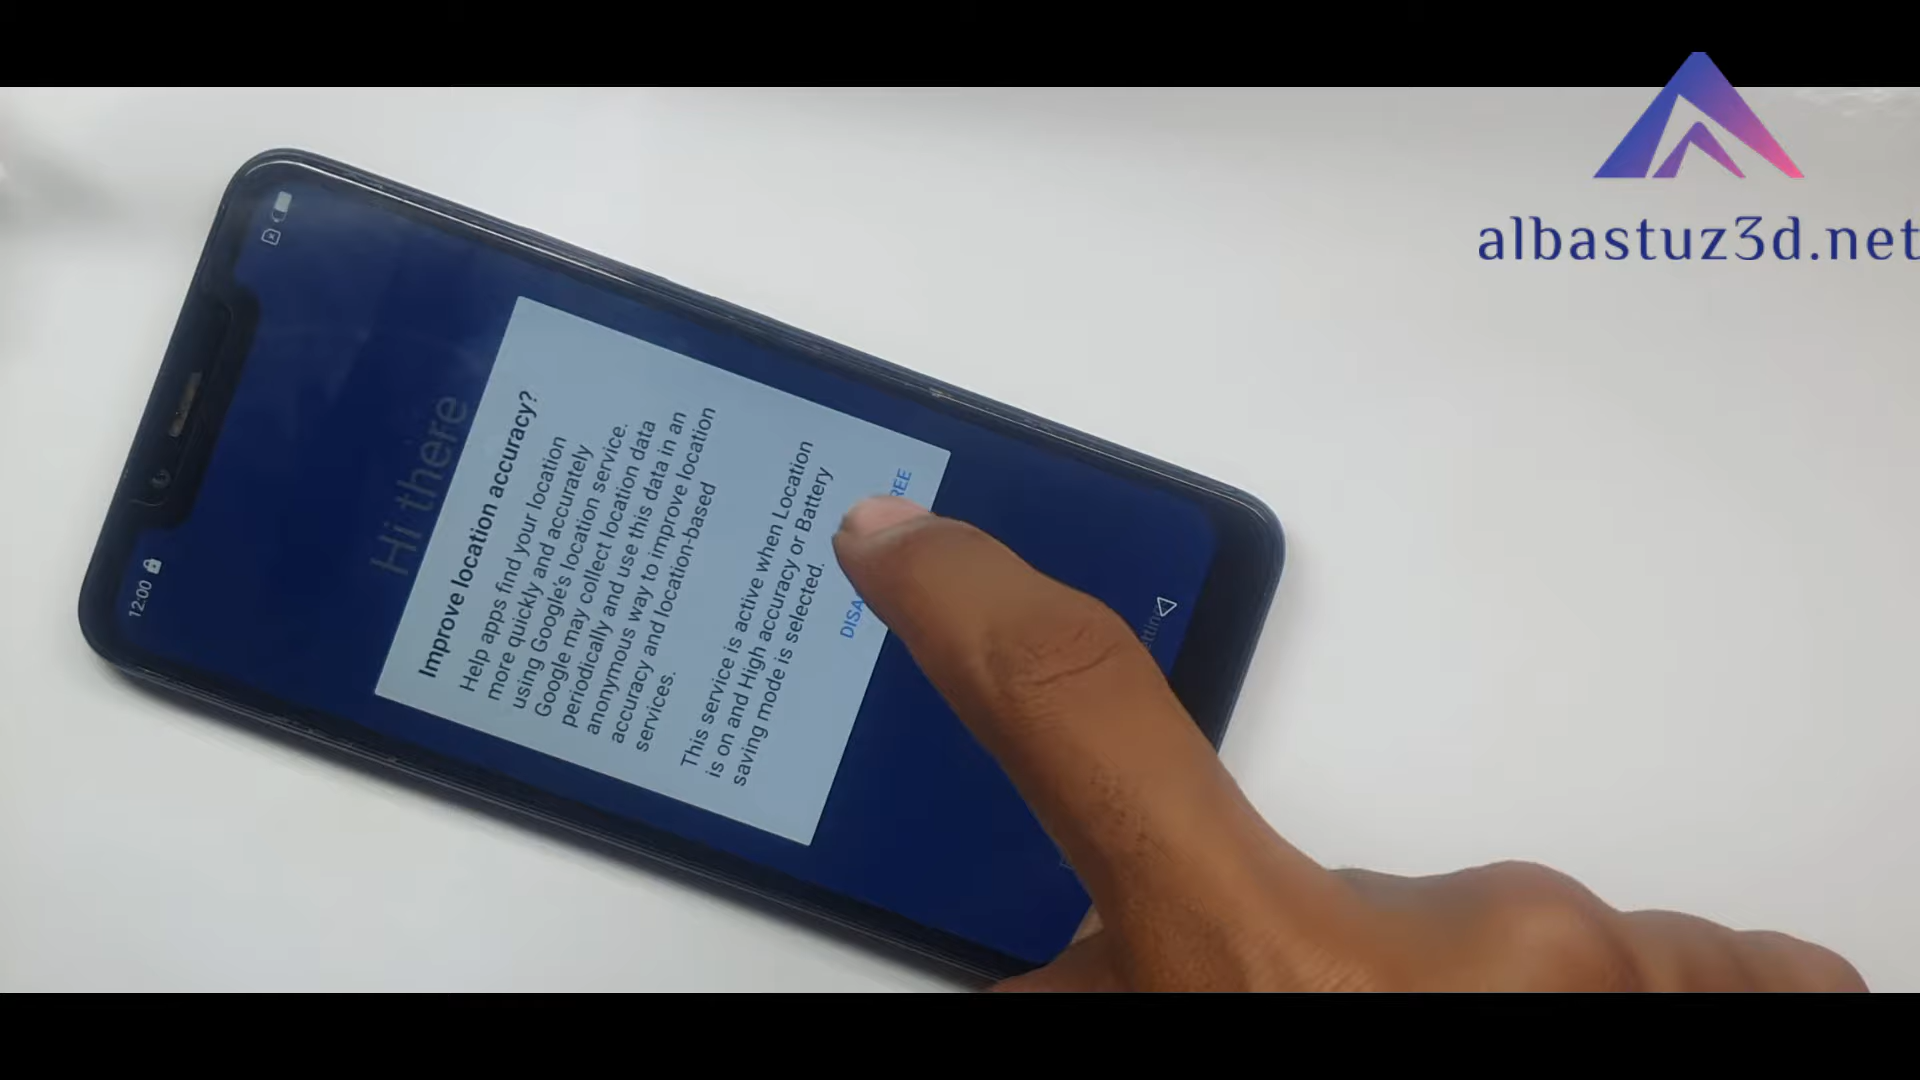 albastuz3d.net
12:00
Hi there
Improve location accuracy?
Help apps find your location
more quickly and accurately
using Google's location service.
Google may collect location data
periodically and use this data in an
anonymous way to improve location
accuracy and location-based
services.
This service is active when Location
is on and High accuracy or Battery
saving mode is selected.